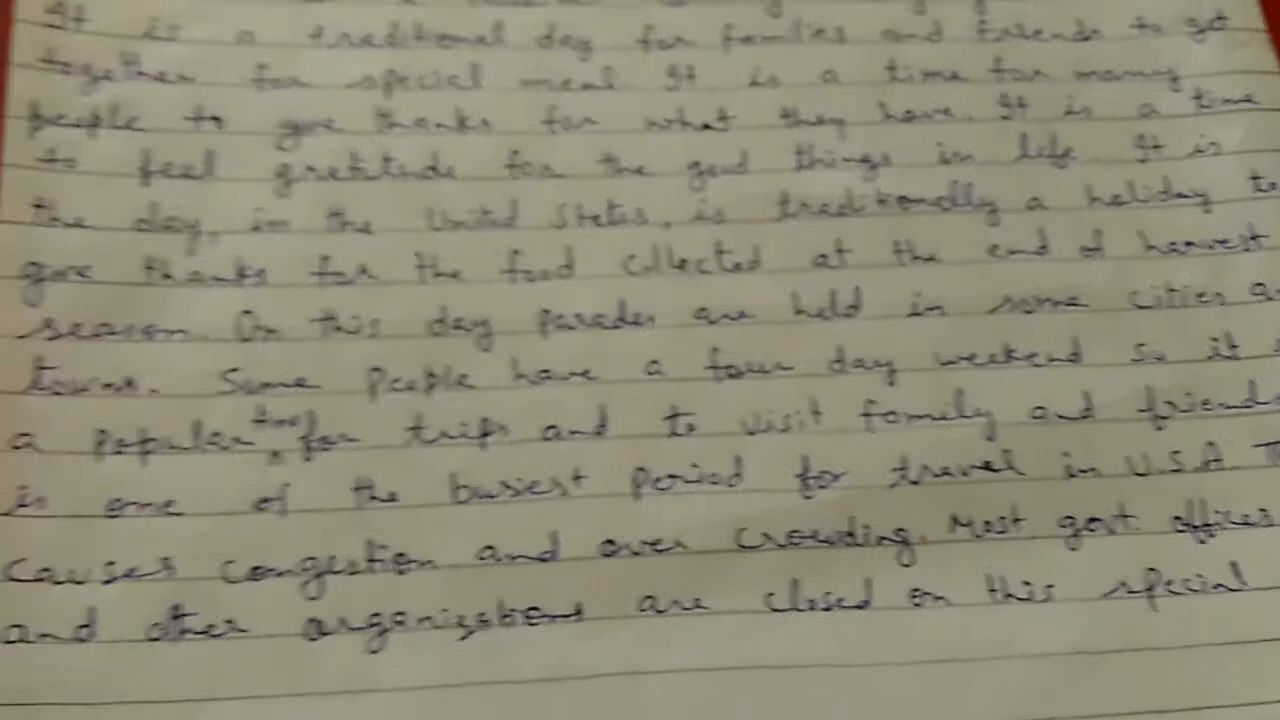 It is a traditional day for families and friends to get
together for special meal It is a time for many
people to give thanks for what they have. It is a time
to feel gratitude for the good things in life It is
the day, in the United States, is traditionally a holiday to
give thanks for the food collected at the end of harvest
season. On this day parades are held in some cities
towns. Some people have a four day weekend so it
a popular time for trips and to visit family and friends
is one of the busiest period for travel in U.S.A.
causes congestion and over crowding. Most govt. offices
and other organizations are closed on this special